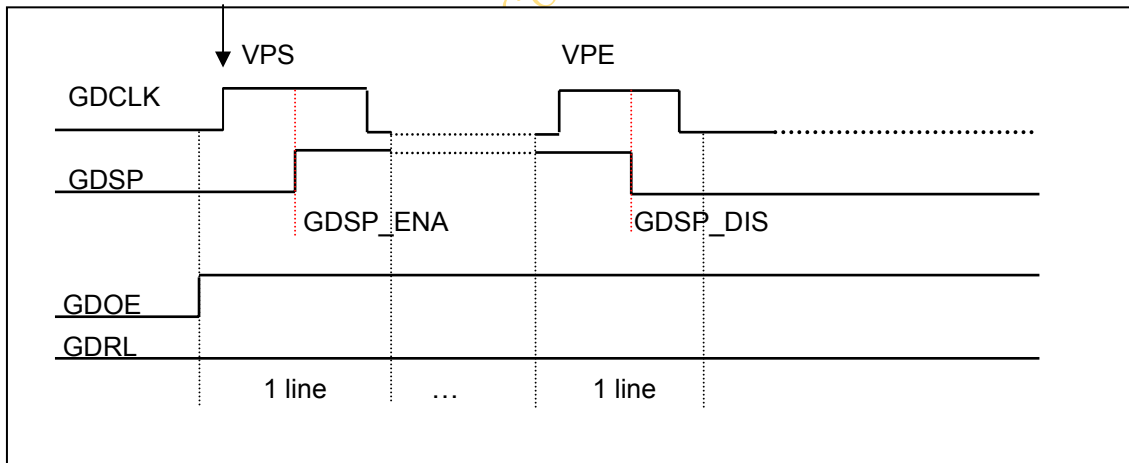 VPS VPE
GDCLK
GDSP
GDSP_ENA GDSP_DIS
GDOE
GDRL
1 line … 1 line